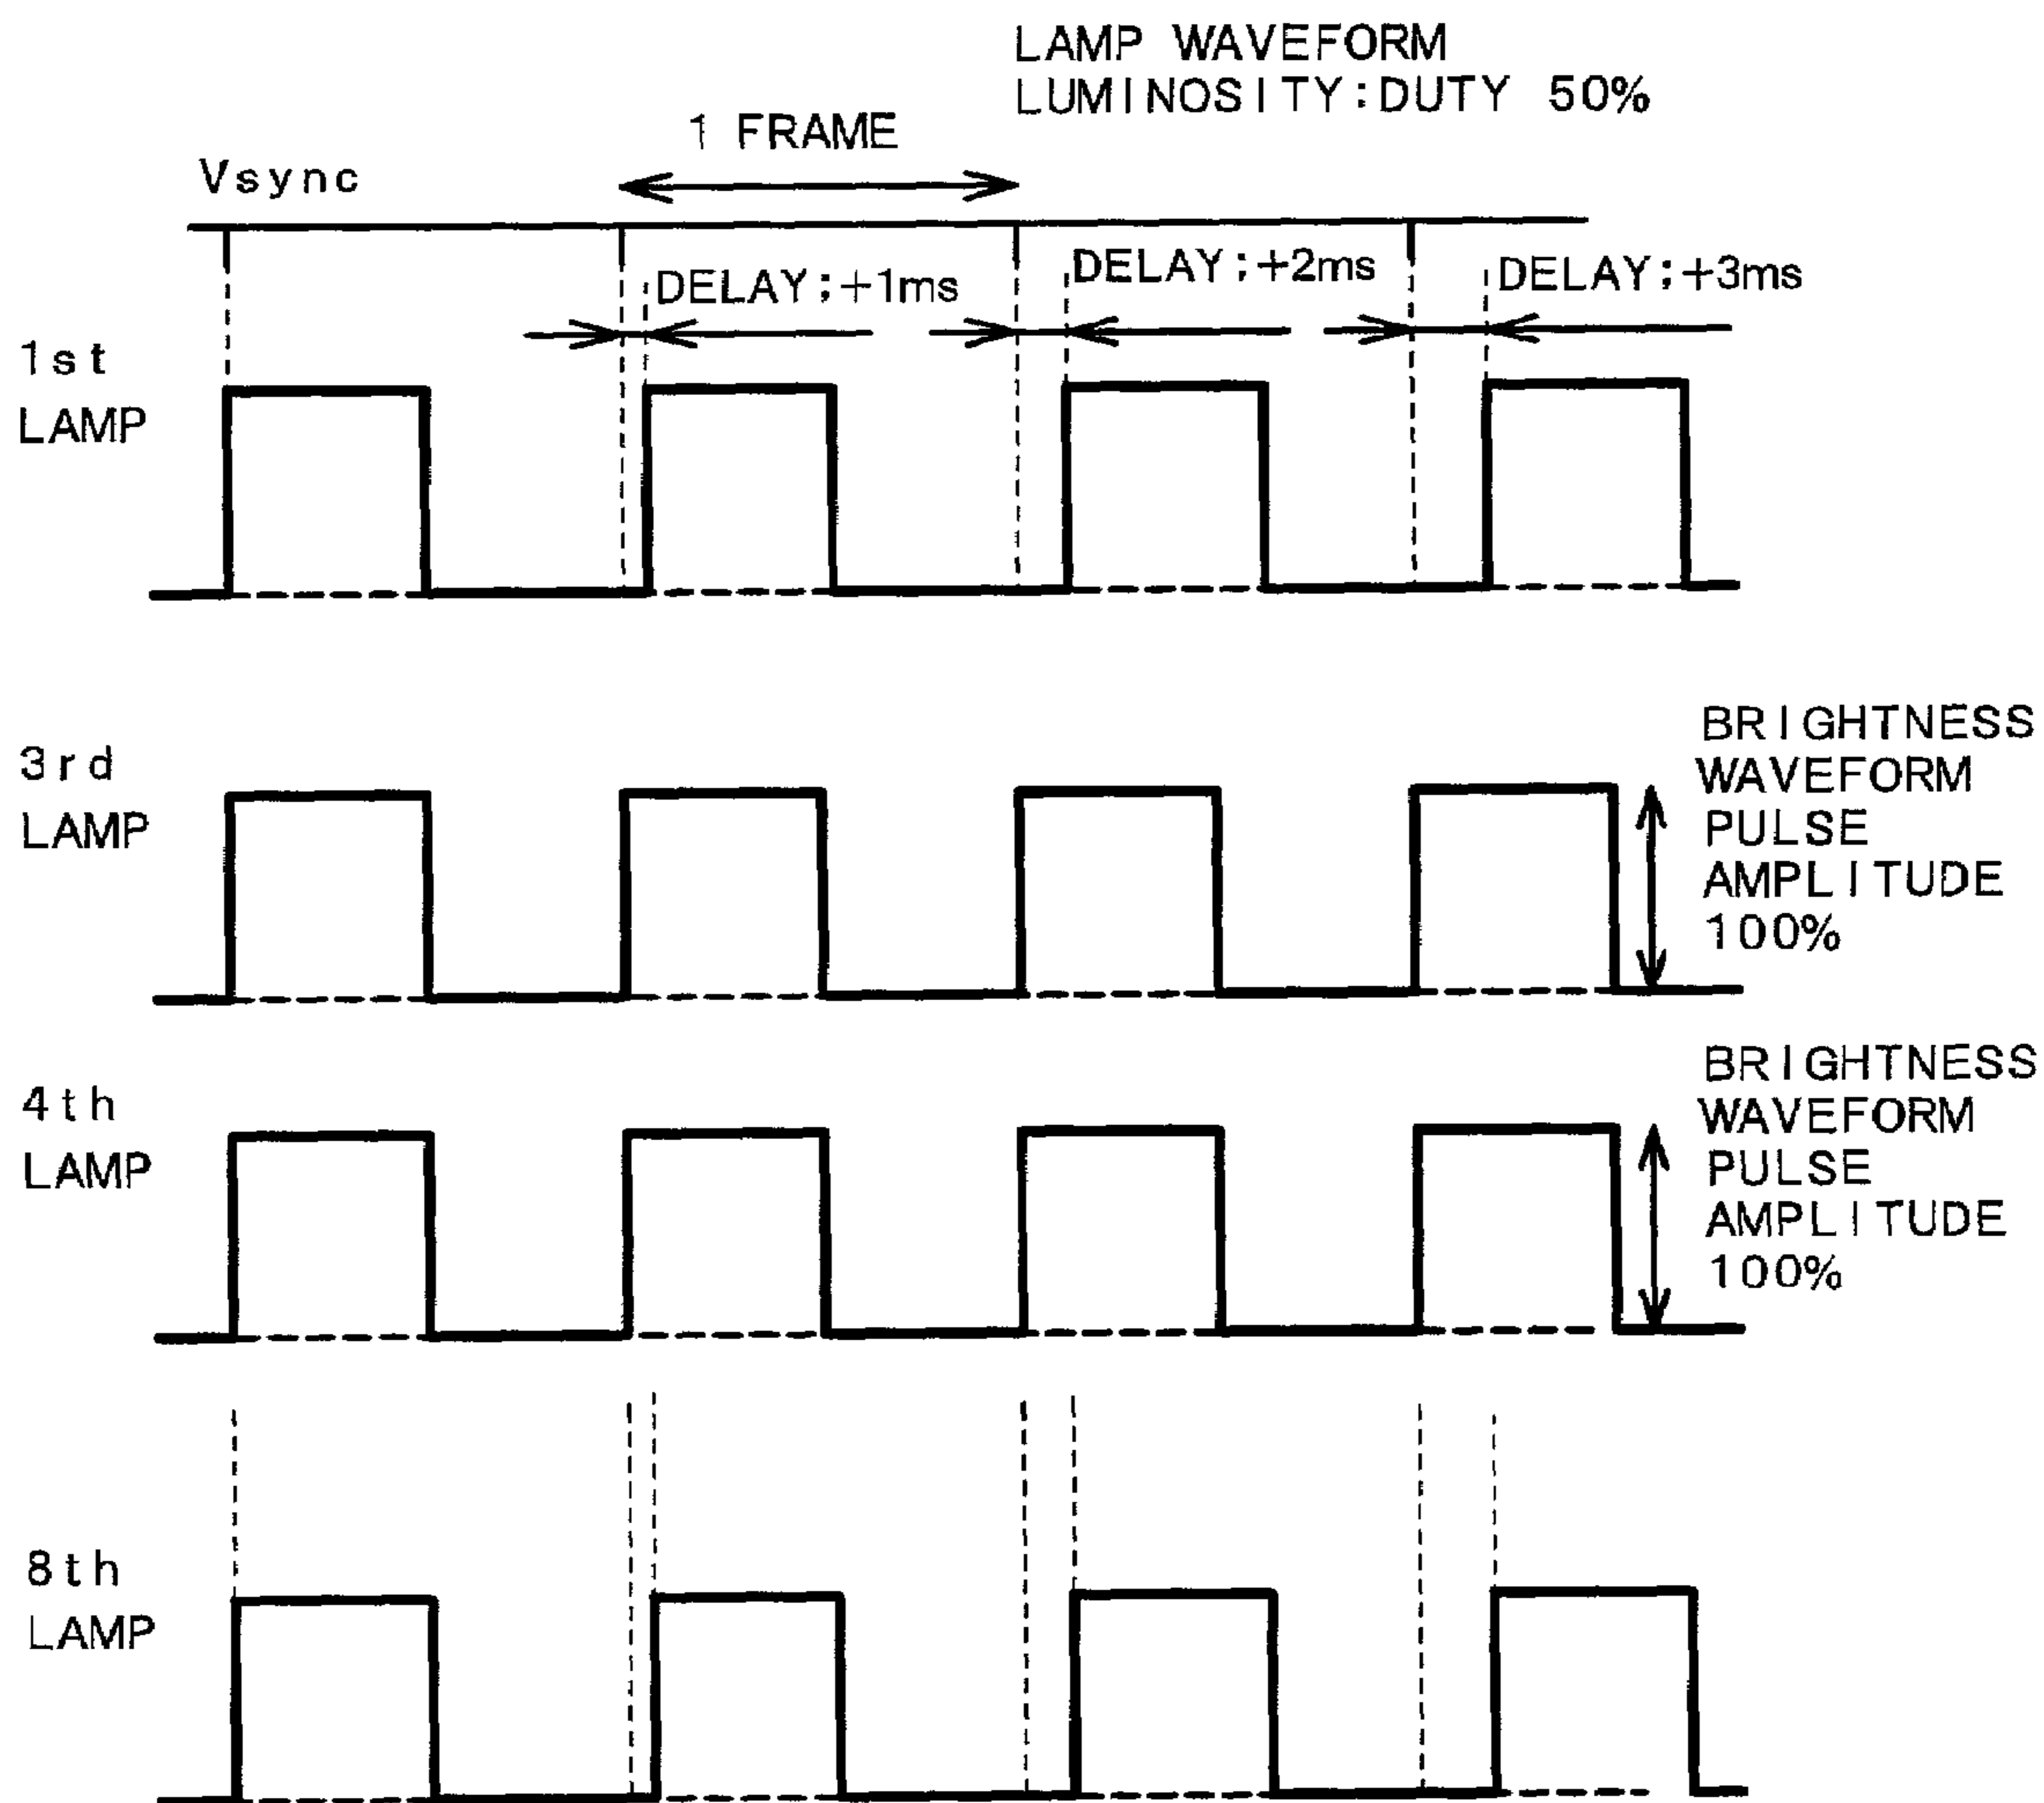 LAMP WAVEFORM
LUMINOSITY:DUTY 50%
1 FRAME
Vsync
DELAY;+1ms
DELAY;+2ms
DELAY;+3ms
1st
LAMP
3rd
LAMP
BRIGHTNESS
WAVEFORM
PULSE
AMPLITUDE
100%
4th
LAMP
BRIGHTNESS
WAVEFORM
PULSE
AMPLITUDE
100%
8th
LAMP